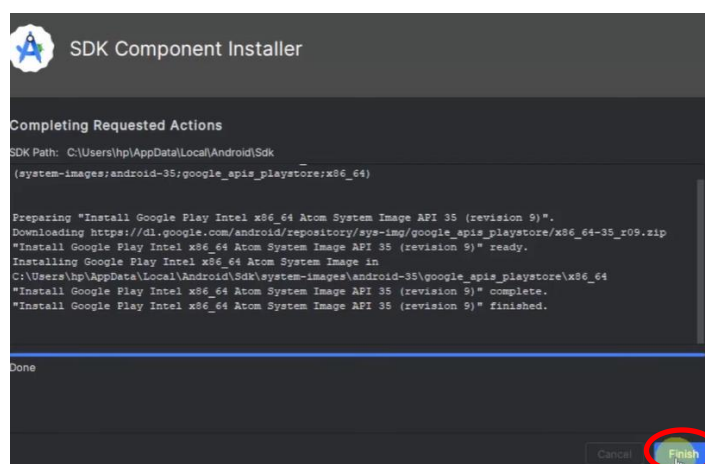 SDK Component Installer
Completing Requested Actions
SDK Path: C:\Users\hp\AppData\Local\Android\Sdk
(system-images;android-35;google_apis_playstore;x86_64)
Preparing "Install Google Play Intel x86_64 Atom System Image API 35 (revision 9)".
Downloading https://dl.google.com/android/repository/sys-img/google_apis_playstore/x86_64-35_r09.zip
"Install Google Play Intel x86_64 Atom System Image API 35 (revision 9)" ready.
Installing Google Play Intel x86_64 Atom System Image in
C:\Users\hp\AppData\Local\Android\Sdk\system-images\android-35\google_apis_playstore\x86_64
"Install Google Play Intel x86_64 Atom System Image API 35 (revision 9)" complete.
"Install Google Play Intel x86_64 Atom System Image API 35 (revision 9)" finished.
Done
Cancel Finish